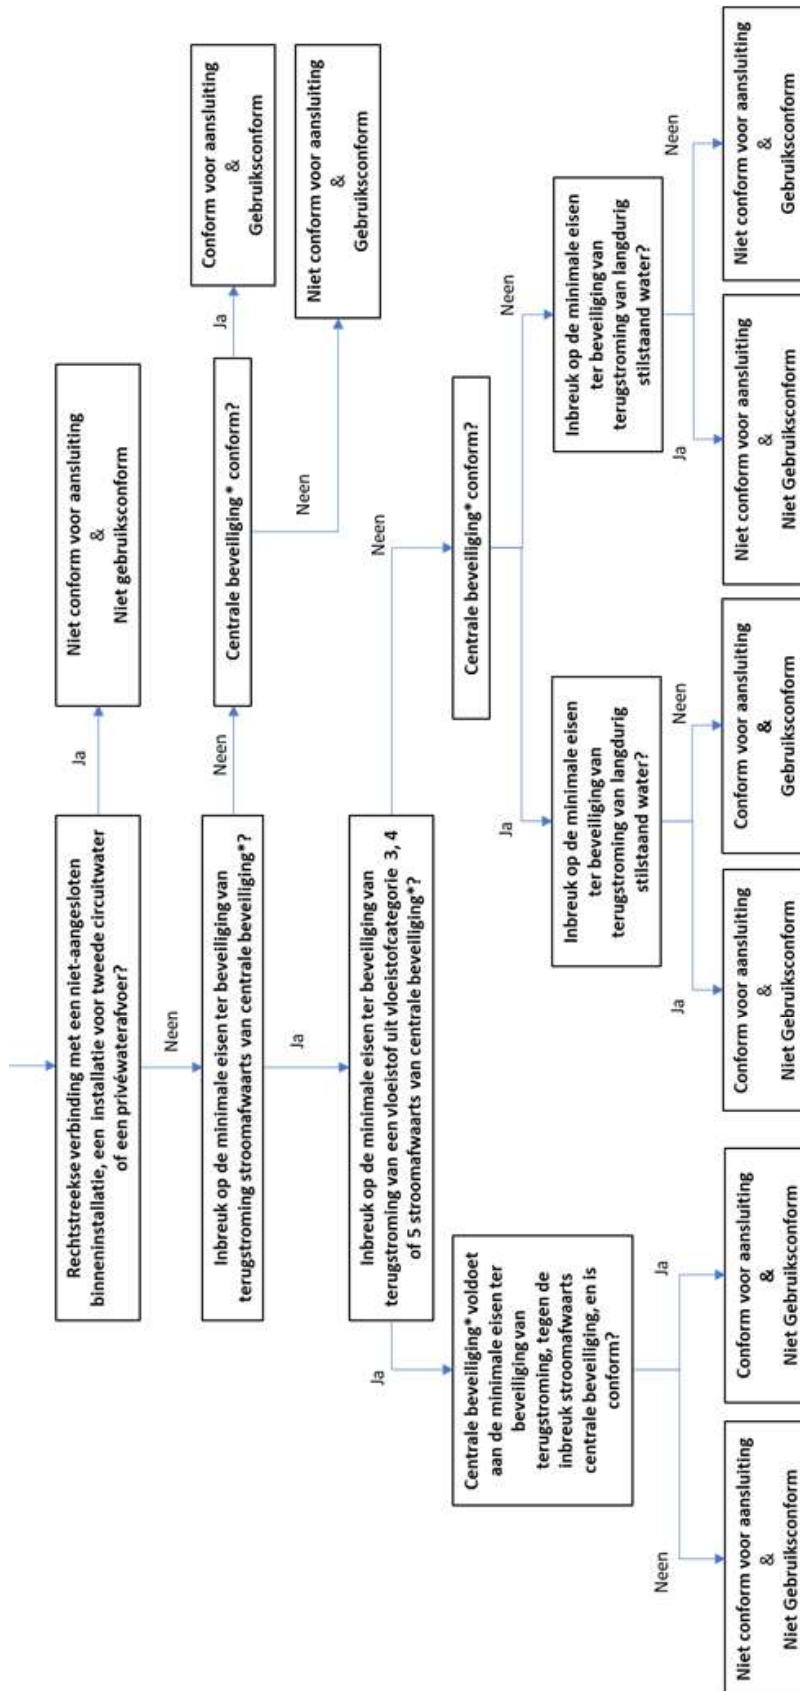 Rechtstreekse verbinding met een niet-aangesloten
binneninstallatie, een installatie voor tweede circuitwater
of een privéwaterafvoer?
Ja
Niet conform voor aansluiting
&
Niet gebruiksconform
Neen
Inbreuk op de minimale eisen ter beveiliging van
terugstroming stroomafwaarts van centrale beveiliging*?
Neen
Centrale beveiliging* conform?
Ja
Conform voor aansluiting
&
Gebruiksconform
Neen
Niet conform voor aansluiting
&
Gebruiksconform
Ja
Inbreuk op de minimale eisen ter beveiliging van
terugstroming van een vloeistof uit vloeistofcategorie 3, 4
of 5 stroomafwaarts van centrale beveiliging*?
Ja
Neen
Centrale beveiliging* voldoet
aan de minimale eisen ter
beveiliging van
terugstroming, tegen de
inbreuk stroomafwaarts
centrale beveiliging, en is
conform?
Neen
Ja
Centrale beveiliging* conform?
Ja
Neen
Inbreuk op de minimale eisen
ter beveiliging van
terugstroming van langdurig
stilstaand water?
Ja
Neen
Inbreuk op de minimale eisen
ter beveiliging van
terugstroming van langdurig
stilstaand water?
Ja
Neen
Niet conform voor aansluiting
&
Niet Gebruiksconform
Conform voor aansluiting
&
Niet Gebruiksconform
Conform voor aansluiting
&
Niet Gebruiksconform
Conform voor aansluiting
&
Gebruiksconform
Niet conform voor aansluiting
&
Niet Gebruiksconform
Niet conform voor aansluiting
&
Gebruiksconform